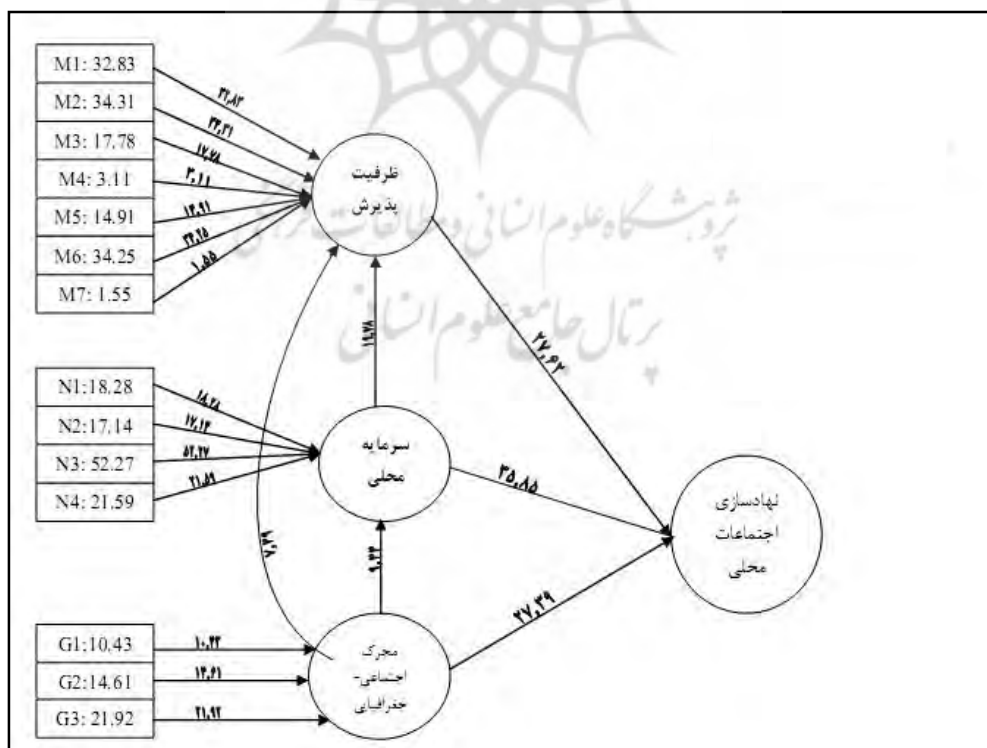 M1: 32.83
M2: 34.31
M3: 17.78
M4: 3.11
M5: 14.91
M6: 34.25
M7: 1.55
۳۲,۸۳
۳۴,۳۱
۱۷,۷۸
۳,۱۱
۱۴,۹۱
۳۴,۲۵
۱,۵۵
ظرفیت
پذیرش
پژوهشگاه علوم انسانی و مطالعات فرهنگی
پرتال جامع علوم انسانی
۱۹,۷۸
۲۷,۶۲
N1:18.28
N2:17.14
N3: 52.27
N4: 21.59
۱۸,۲۸
۱۷,۱۴
۵۲,۲۷
۲۱,۵۹
سرمایه
محلی
۳۵,۸۵
نهادسازی
اجتماعات
محلی
۷,۴۹
۹,۴۳
۲۷,۳۹
G1;10.43
G2:14.61
G3: 21.92
۱۰,۴۳
۱۴,۶۱
۲۱,۹۲
محرک
اجتماعی-
جغرافیایی